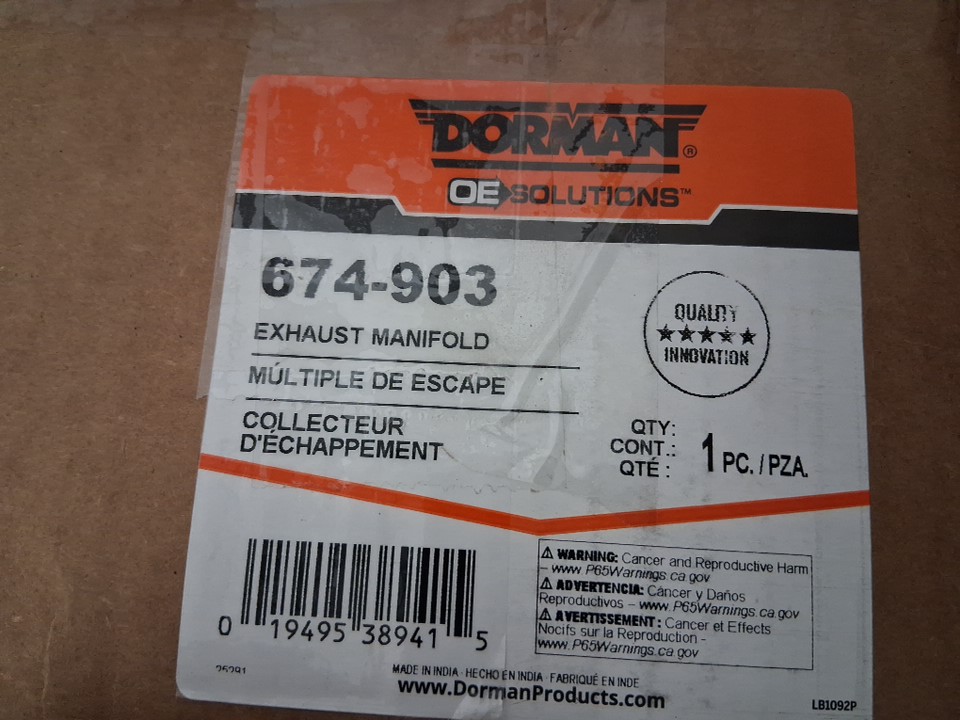 DORMAN®
OE SOLUTIONS™
674-903
EXHAUST MANIFOLD
MÚLTIPLE DE ESCAPE
COLLECTEUR
D'ÉCHAPPEMENT
QUALITY
★★★★★
INNOVATION
QTY:
CONT.:
QTÉ :
1 PC. / PZA.
0 19495 38941 5
⚠ WARNING: Cancer and Reproductive Harm
– www.P65Warnings.ca.gov
⚠ ADVERTENCIA: Cáncer y Daños
Reproductivos – www.P65Warnings.ca.gov
⚠ AVERTISSEMENT : Cancer et Effects
Nocifs sur la Reproduction -
www.P65Warnings.ca.gov
MADE IN INDIA · HECHO EN INDIA · FABRIQUÉ EN INDE
www.DormanProducts.com
LB1092P